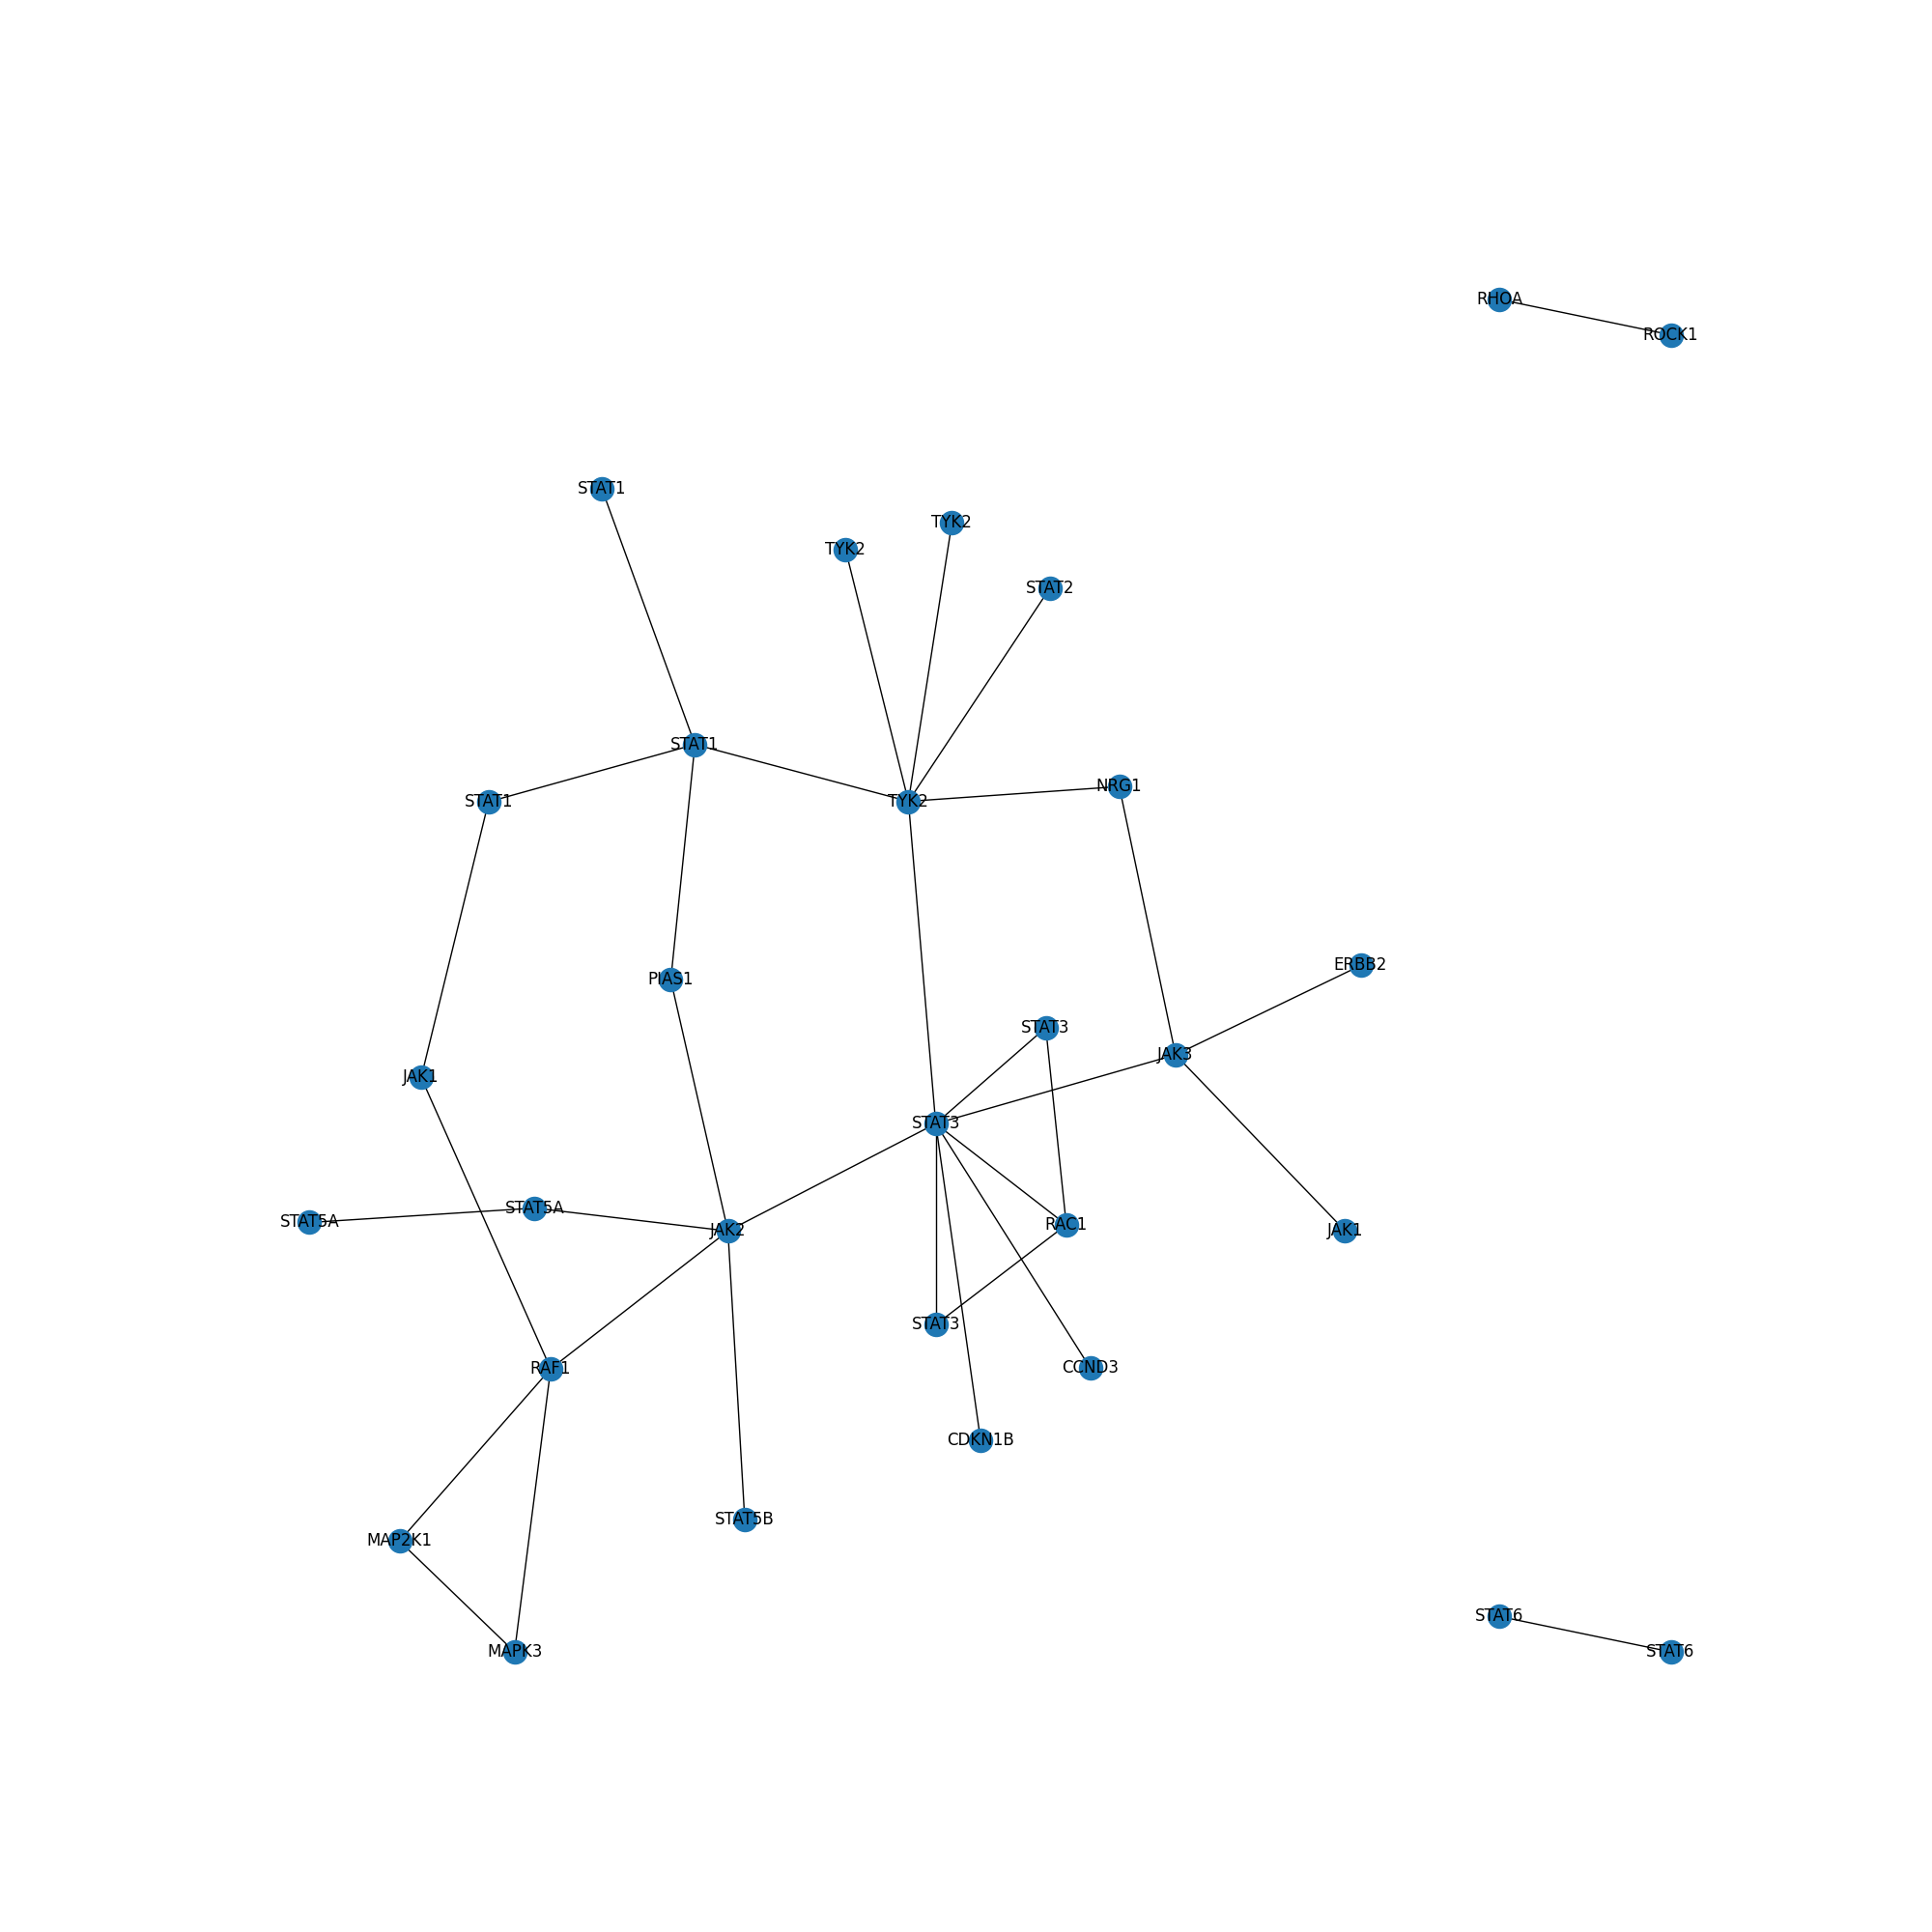 RHOA
ROCK1
STAT1
TYK2
TYK2
STAT2
STAT1
NRG1
STAT1
TYK2
ERBB2
PIAS1
STAT3
JAK3
JAK1
STAT3
STAT5A
STAT5A
RAC1
JAK2
JAK1
STAT3
RAF1
CCND3
CDKN1B
STAT5B
MAP2K1
STAT6
MAPK3
STAT6